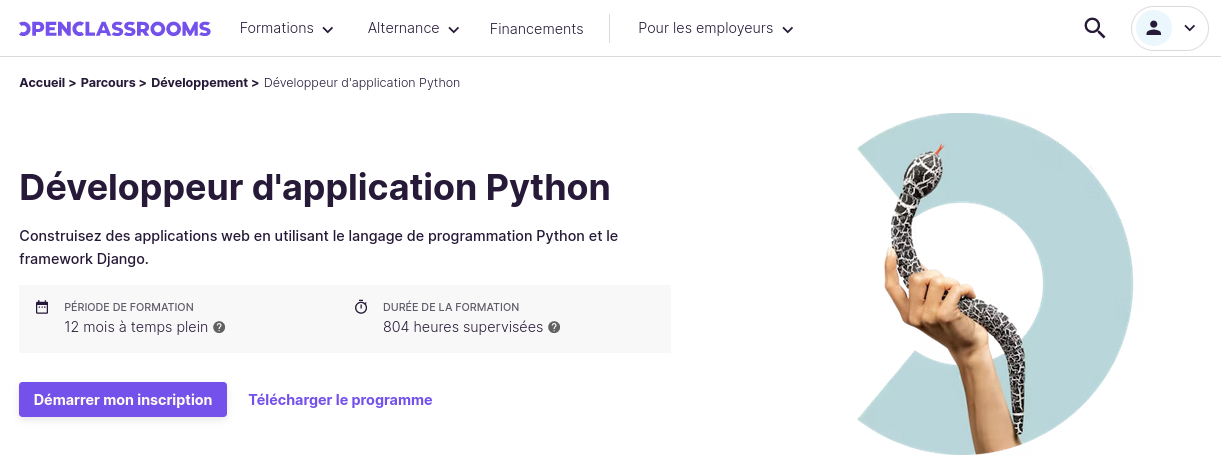 OPENCLASSROOMS
Formations
Alternance
Financements
Pour les employeurs
Accueil > Parcours > Développement > Développeur d'application Python
Développeur d'application Python
Construisez des applications web en utilisant le langage de programmation Python et le
framework Django.
PÉRIODE DE FORMATION
12 mois à temps plein ?
DURÉE DE LA FORMATION
804 heures supervisées ?
Démarrer mon inscription
Télécharger le programme